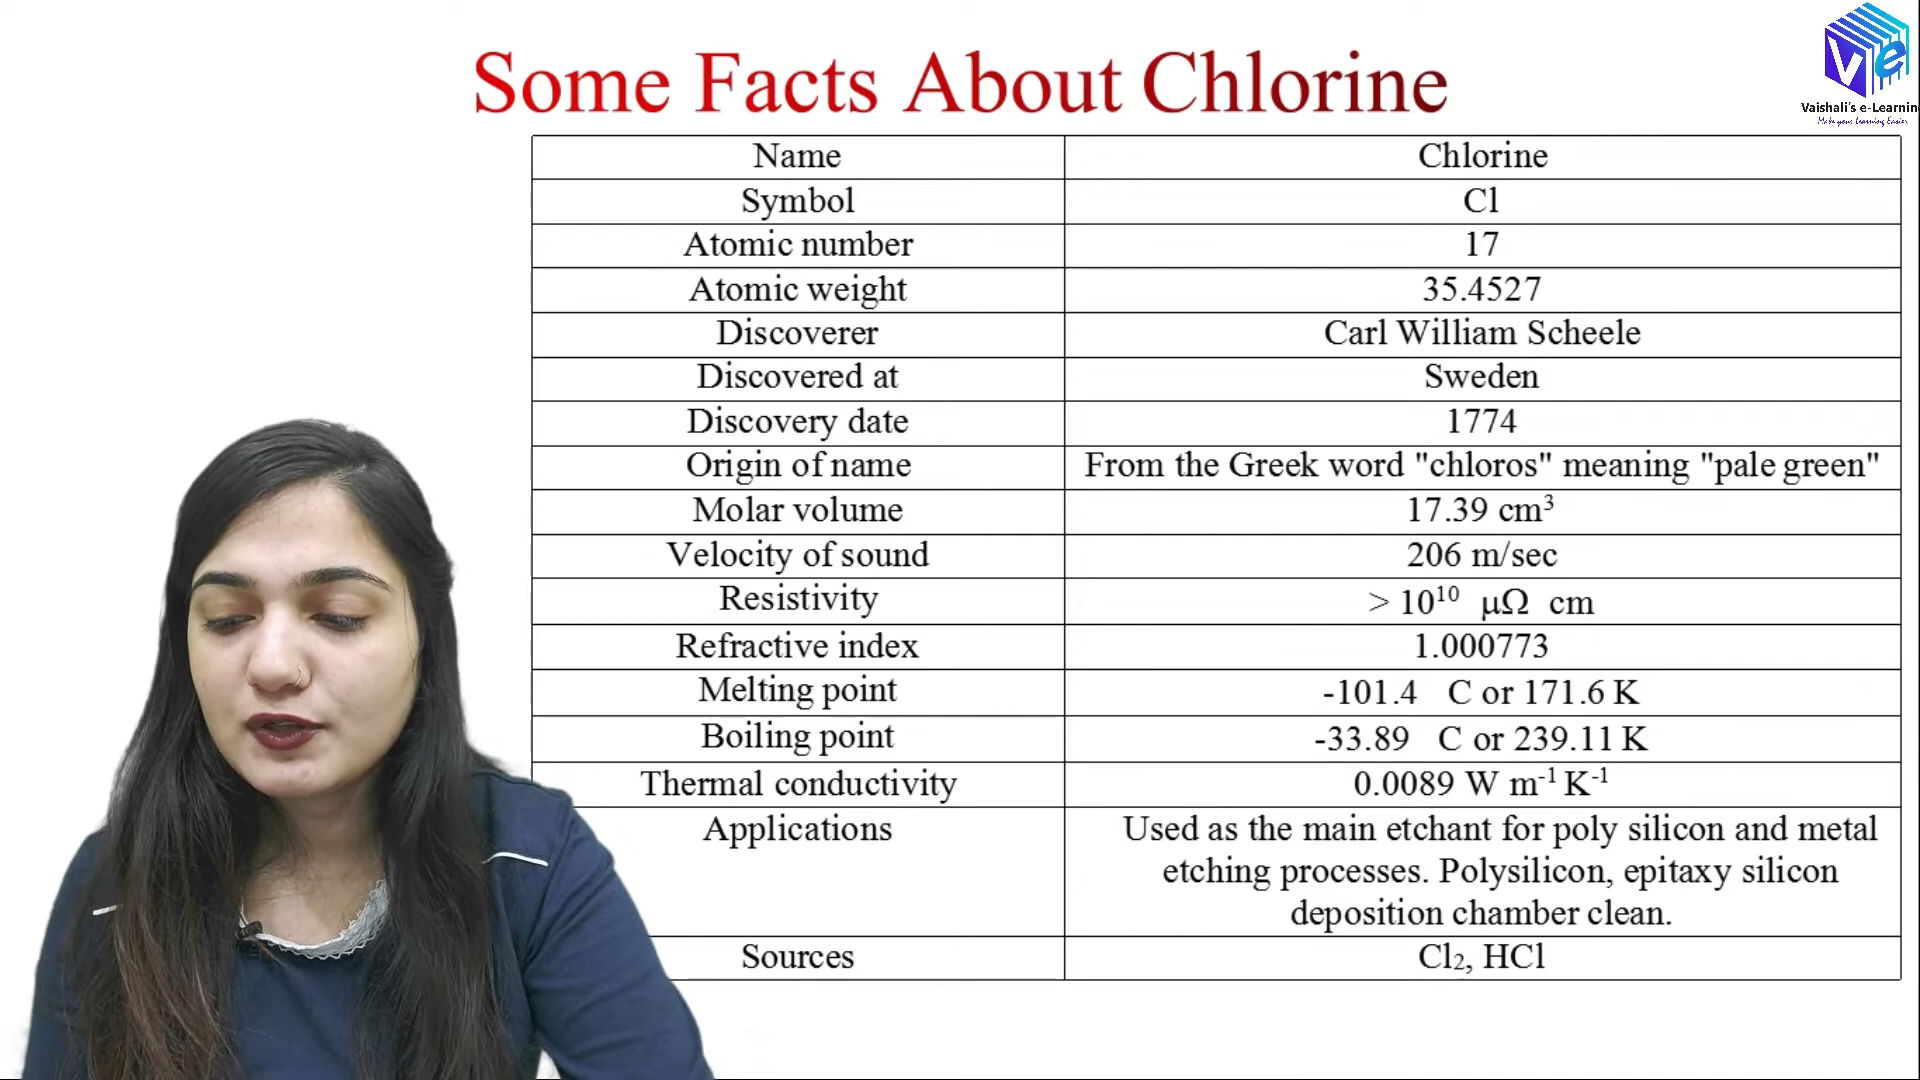 Some Facts About Chlorine
Vaishali's e-Learnin
Make your Learning Easier
Name Chlorine
Symbol Cl
Atomic number 17
Atomic weight 35.4527
Discoverer Carl William Scheele
Discovered at Sweden
Discovery date 1774
Origin of name From the Greek word "chloros" meaning "pale green"
Molar volume 17.39 cm³
Velocity of sound 206 m/sec
Resistivity > 10¹⁰ μΩ cm
Refractive index 1.000773
Melting point -101.4 C or 171.6 K
Boiling point -33.89 C or 239.11 K
Thermal conductivity 0.0089 W m⁻¹ K⁻¹
Applications Used as the main etchant for poly silicon and metal
etching processes. Polysilicon, epitaxy silicon
deposition chamber clean.
Sources Cl₂, HCl